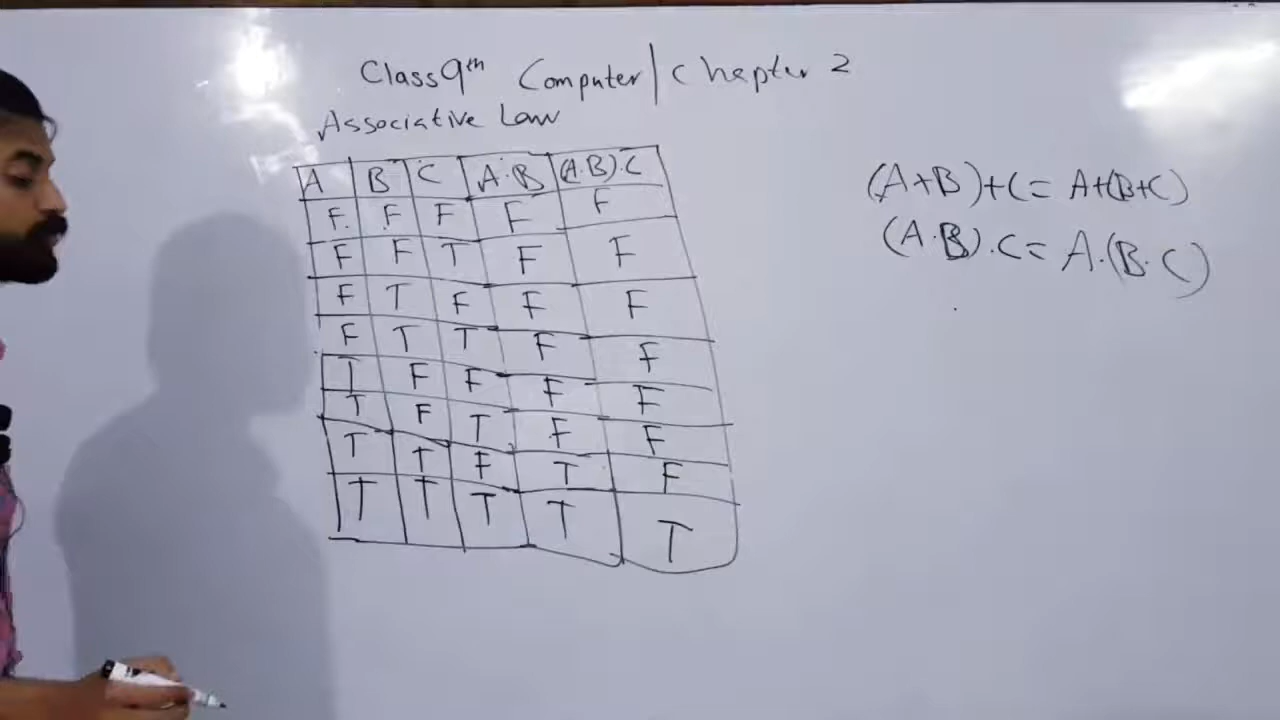 Class 9th Computer | Chapter 2
Associative Law
A B C A·B (A·B)·C
F F F F F
F F T F F
F T F F F
F T T F F
T F F F F
T F T F F
T T F T F
T T T T T
(A+B)+C= A+(B+C)
(A·B)·C= A·(B·C)